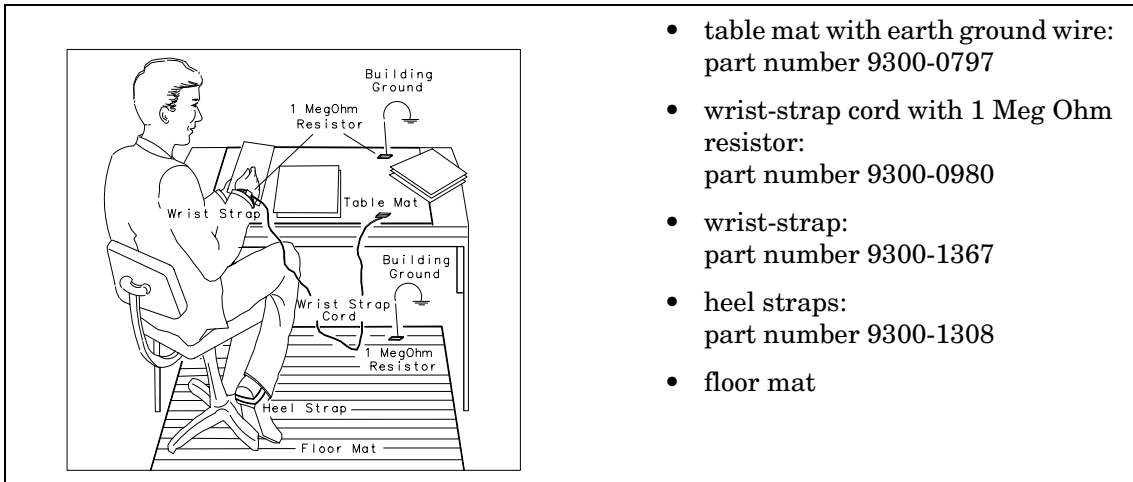 Building
Ground
1 MegOhm
Resistor
Wrist Strap
Table Mat
Building
Ground
Wrist Strap
Cord
1 MegOhm
Resistor
Heel Strap
Floor Mat
• table mat with earth ground wire:
part number 9300-0797
• wrist-strap cord with 1 Meg Ohm
resistor:
part number 9300-0980
• wrist-strap:
part number 9300-1367
• heel straps:
part number 9300-1308
• floor mat